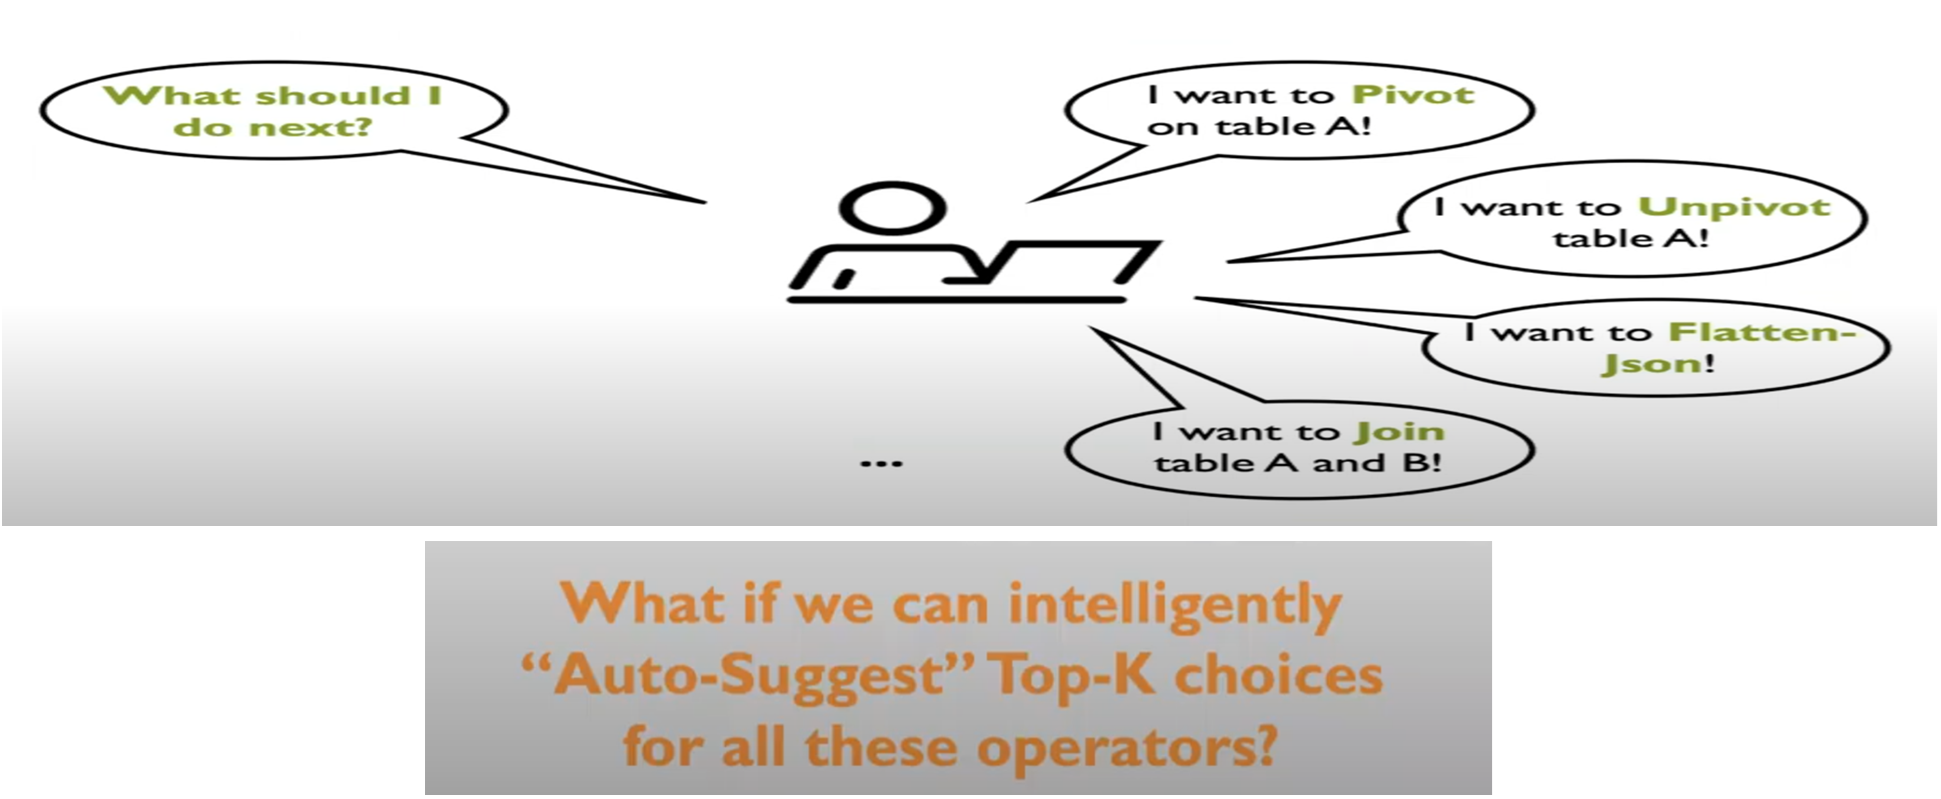 What should I
do next?
I want to Pivot
on table A!
I want to Unpivot
table A!
I want to Flatten-
Json!
I want to Join
table A and B!
...
What if we can intelligently
“Auto-Suggest” Top-K choices
for all these operators?